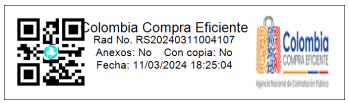 Colombia Compra Eficiente
Rad No. RS20240311004107
Anexos: No Con copia: No
Fecha: 11/03/2024 18:25:04
Colombia
COMPRA EFICIENTE
Agencia Nacional de Contratación Pública